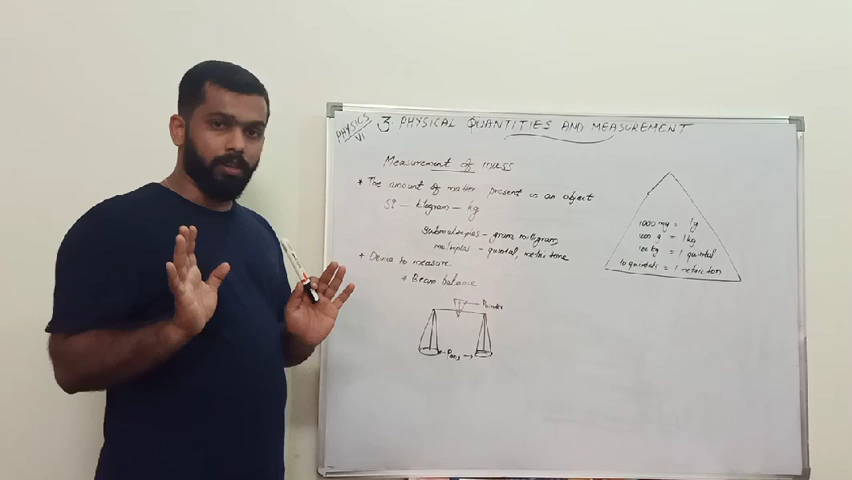 PHYSICS
VI
3. PHYSICAL QUANTITIES AND MEASUREMENT
Measurement of mass
* The amount of matter present is an object
SI - kilogram - kg
Submultiples - gram, milligram,
multiples - quintal, metric tone
* Device to measure
* Beam balance
Pointer
Pans
1000 mg = 1g
1000 g = 1kg
100 kg = 1 quintal
10 quintals = 1 metric ton